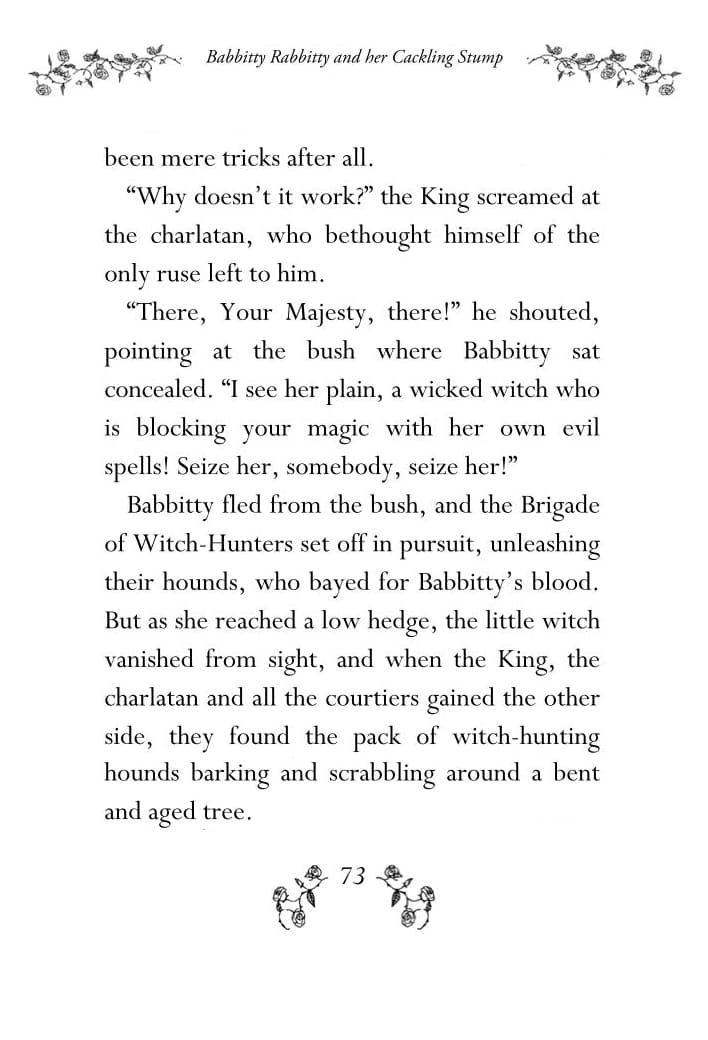 Babbitty Rabbitty and her Cackling Stump
been mere tricks after all.
“Why doesn’t it work?” the King screamed at
the charlatan, who bethought himself of the
only ruse left to him.
“There, Your Majesty, there!” he shouted,
pointing at the bush where Babbitty sat
concealed. “I see her plain, a wicked witch who
is blocking your magic with her own evil
spells! Seize her, somebody, seize her!”
Babbitty fled from the bush, and the Brigade
of Witch-Hunters set off in pursuit, unleashing
their hounds, who bayed for Babbitty’s blood.
But as she reached a low hedge, the little witch
vanished from sight, and when the King, the
charlatan and all the courtiers gained the other
side, they found the pack of witch-hunting
hounds barking and scrabbling around a bent
and aged tree.
73